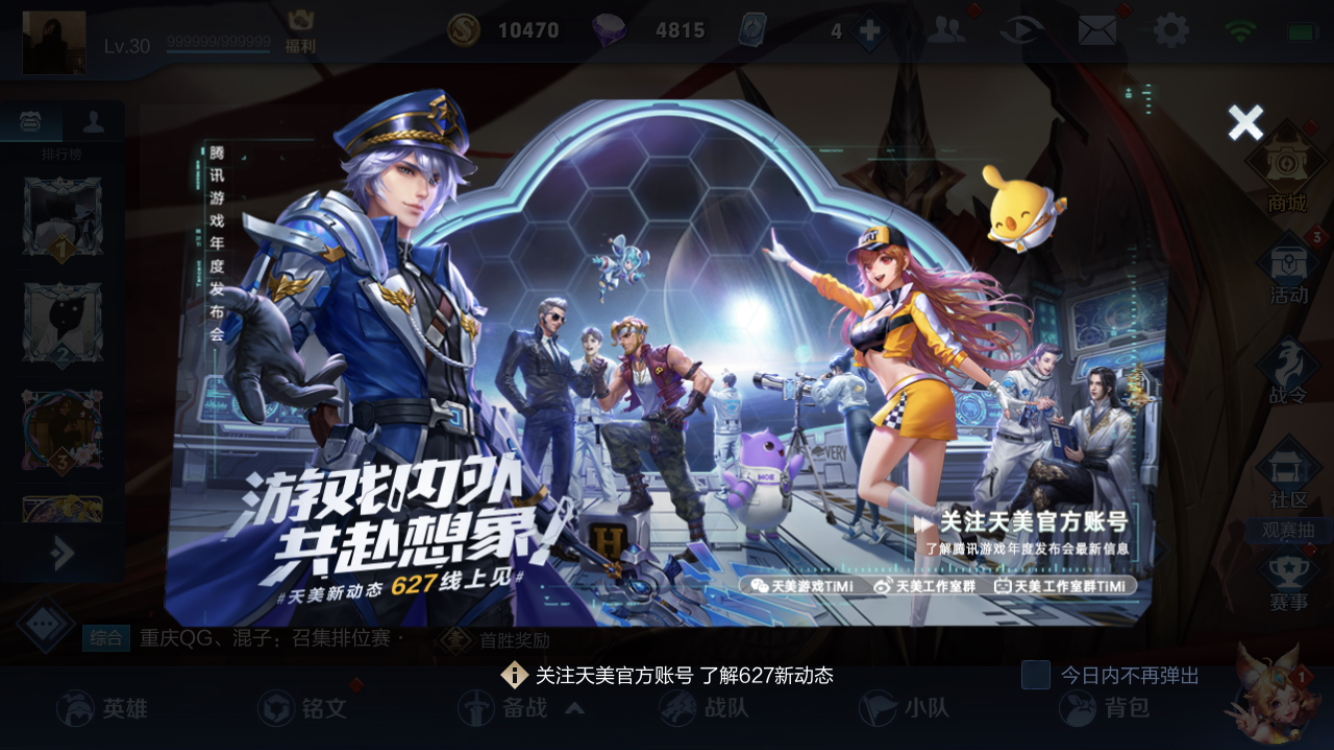 Lv.30
999999/999999
福利
10470
4815
4
排行榜
1
2
3
腾讯游戏年度发布会
游戏内外
共赴想象!
#天美新动态 627线上见#
MOE
VERY
H
关注天美官方账号
了解腾讯游戏年度发布会最新信息
天美游戏TiMi
天美工作室群
天美工作室群TiMi
商城
3
活动
战令
社区
观赛抽
赛事
综合
重庆QG、混子：召集排位赛·
首胜奖励
关注天美官方账号 了解627新动态
今日内不再弹出
英雄
铭文
备战
战队
小队
背包
1